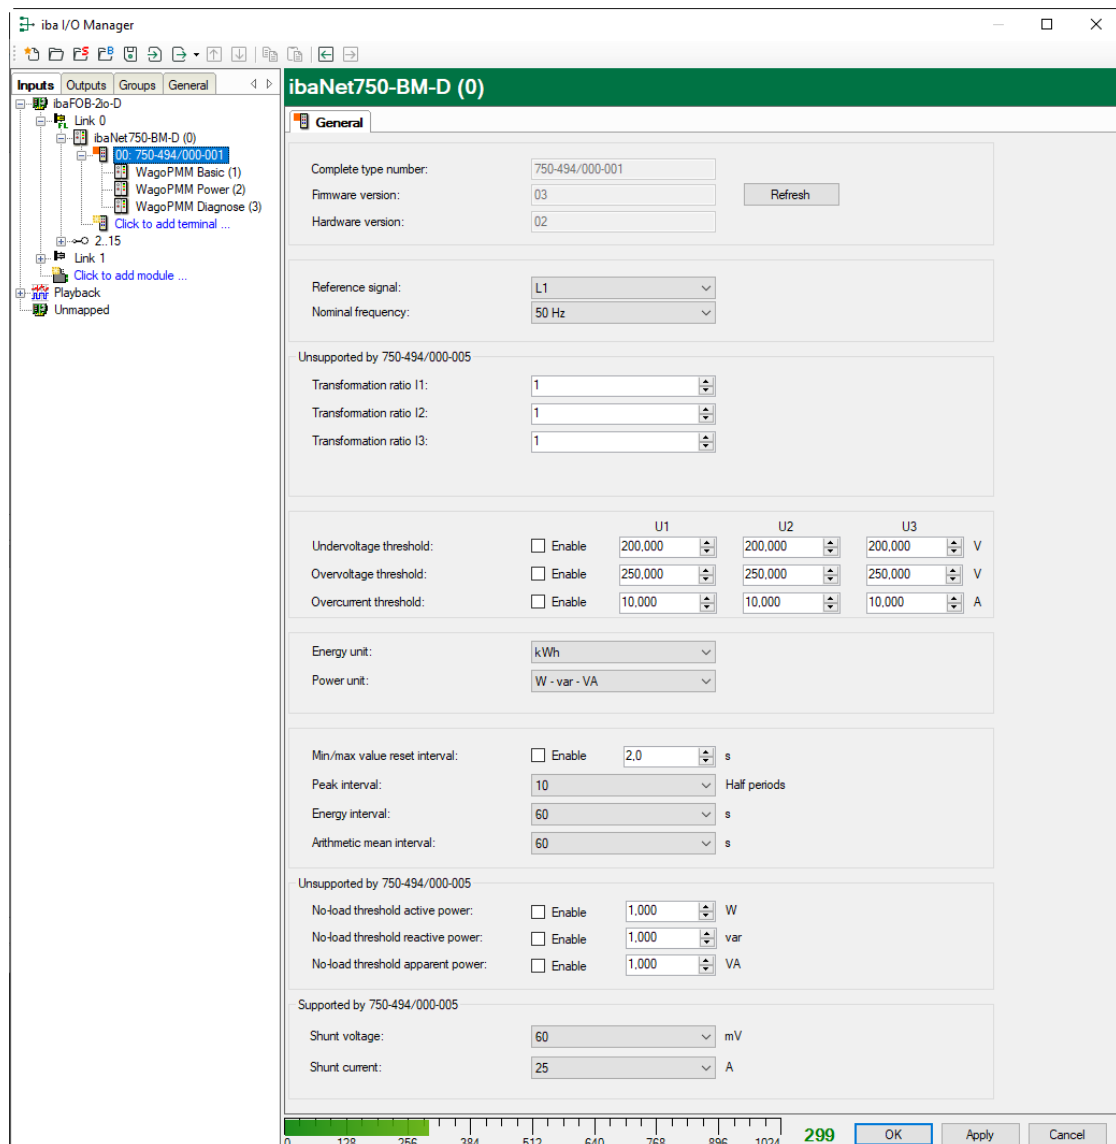 iba I/O Manager
Inputs Outputs Groups General
ibaNet750-BM-D (0)
ibaFOB-2io-D
FL Link 0
ibaNet750-BM-D (0)
00: 750-494/000-001
WagoPMM Basic (1)
WagoPMM Power (2)
WagoPMM Diagnose (3)
Click to add terminal ...
2..15
Link 1
Click to add module ...
Playback
Unmapped
General
Complete type number: 750-494/000-001
Firmware version: 03 Refresh
Hardware version: 02
Reference signal: L1
Nominal frequency: 50 Hz
Unsupported by 750-494/000-005
Transformation ratio I1: 1
Transformation ratio I2: 1
Transformation ratio I3: 1
U1 U2 U3
Undervoltage threshold: Enable 200,000 200,000 200,000 V
Overvoltage threshold: Enable 250,000 250,000 250,000 V
Overcurrent threshold: Enable 10,000 10,000 10,000 A
Energy unit: kWh
Power unit: W - var - VA
Min/max value reset interval: Enable 2,0 s
Peak interval: 10 Half periods
Energy interval: 60 s
Arithmetic mean interval: 60 s
Unsupported by 750-494/000-005
No-load threshold active power: Enable 1,000 W
No-load threshold reactive power: Enable 1,000 var
No-load threshold apparent power: Enable 1,000 VA
Supported by 750-494/000-005
Shunt voltage: 60 mV
Shunt current: 25 A
0 128 256 384 512 640 768 896 1024 299 OK Apply Cancel